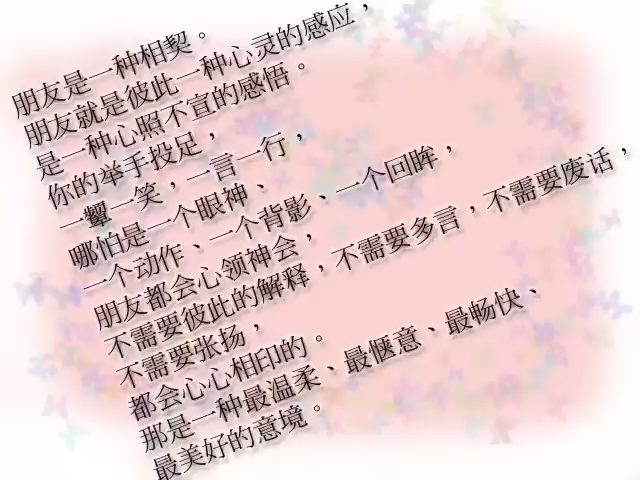 朋友是一种相契。
朋友就是彼此一种心灵的感应，
是一种心照不宣的感悟。
你的举手投足，
一颦一笑，一言一行，
哪怕是一个眼神、
一个动作、一个背影、一个回眸，
朋友都会心领神会，
不需要彼此的解释，不需要多言，不需要废话，
不需要张扬，
都会心心相印的。
那是一种最温柔、最惬意、最畅快、
最美好的意境。